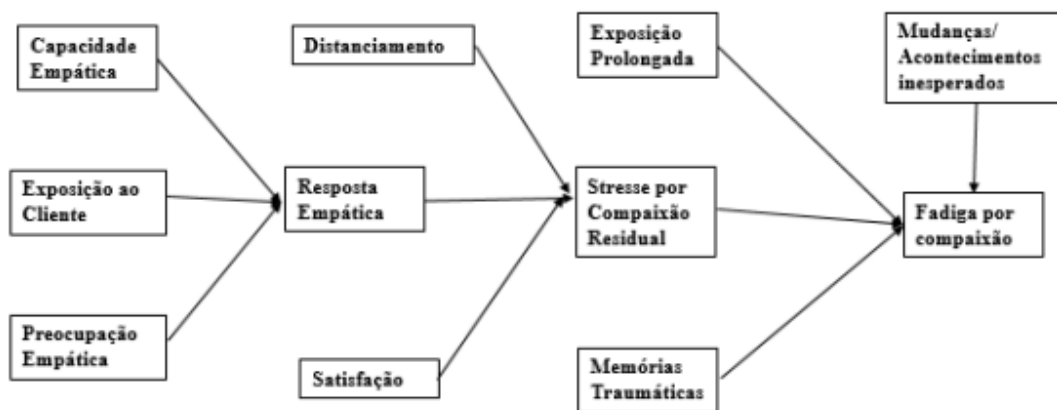 Capacidade
Empática
Exposição ao
Cliente
Preocupação
Empática
Distanciamento
Resposta
Empática
Satisfação
Exposição
Prolongada
Stresse por
Compaixão
Residual
Memórias
Traumáticas
Mudanças/
Acontecimentos
inesperados
Fadiga por
compaixão